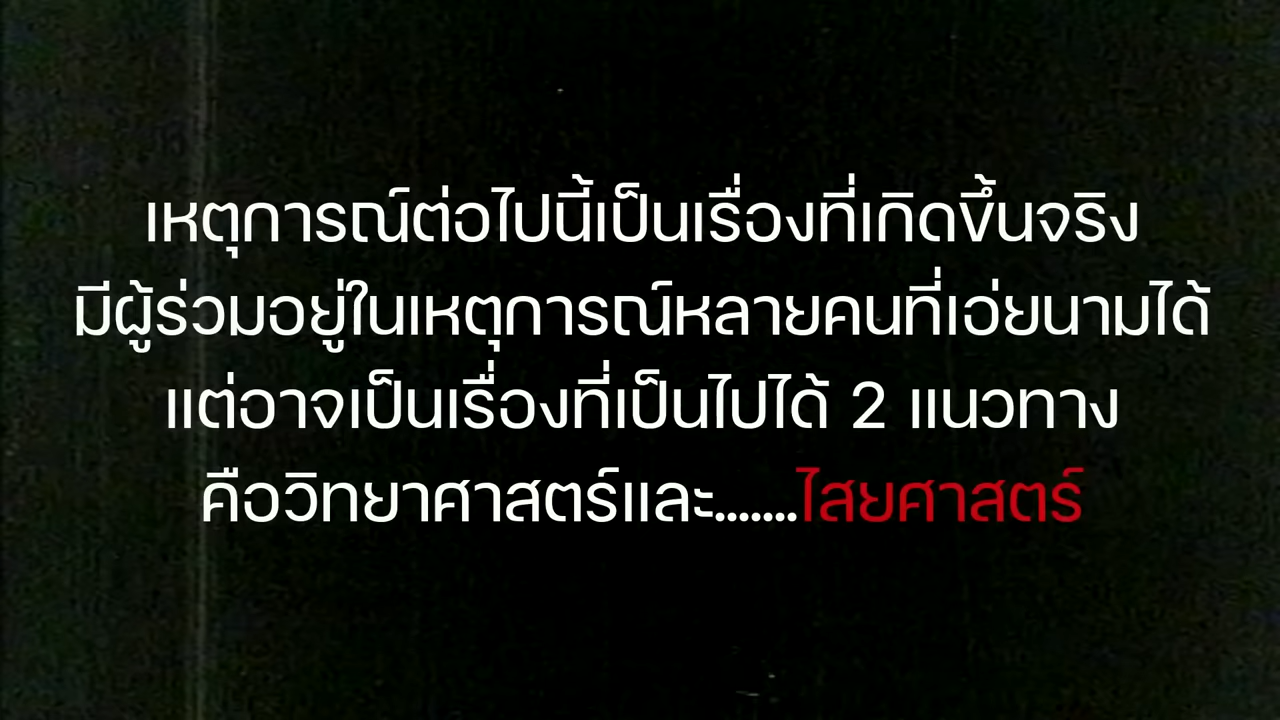 เหตุการณ์ต่อไปนี้เป็นเรื่องที่เกิดขึ้นจริง
มีผู้ร่วมอยู่ในเหตุการณ์หลายคนที่เอ่ยนามได้
แต่อาจเป็นเรื่องที่เป็นไปได้ 2 แนวทาง
คือวิทยาศาสตร์และ.......ไสยศาสตร์